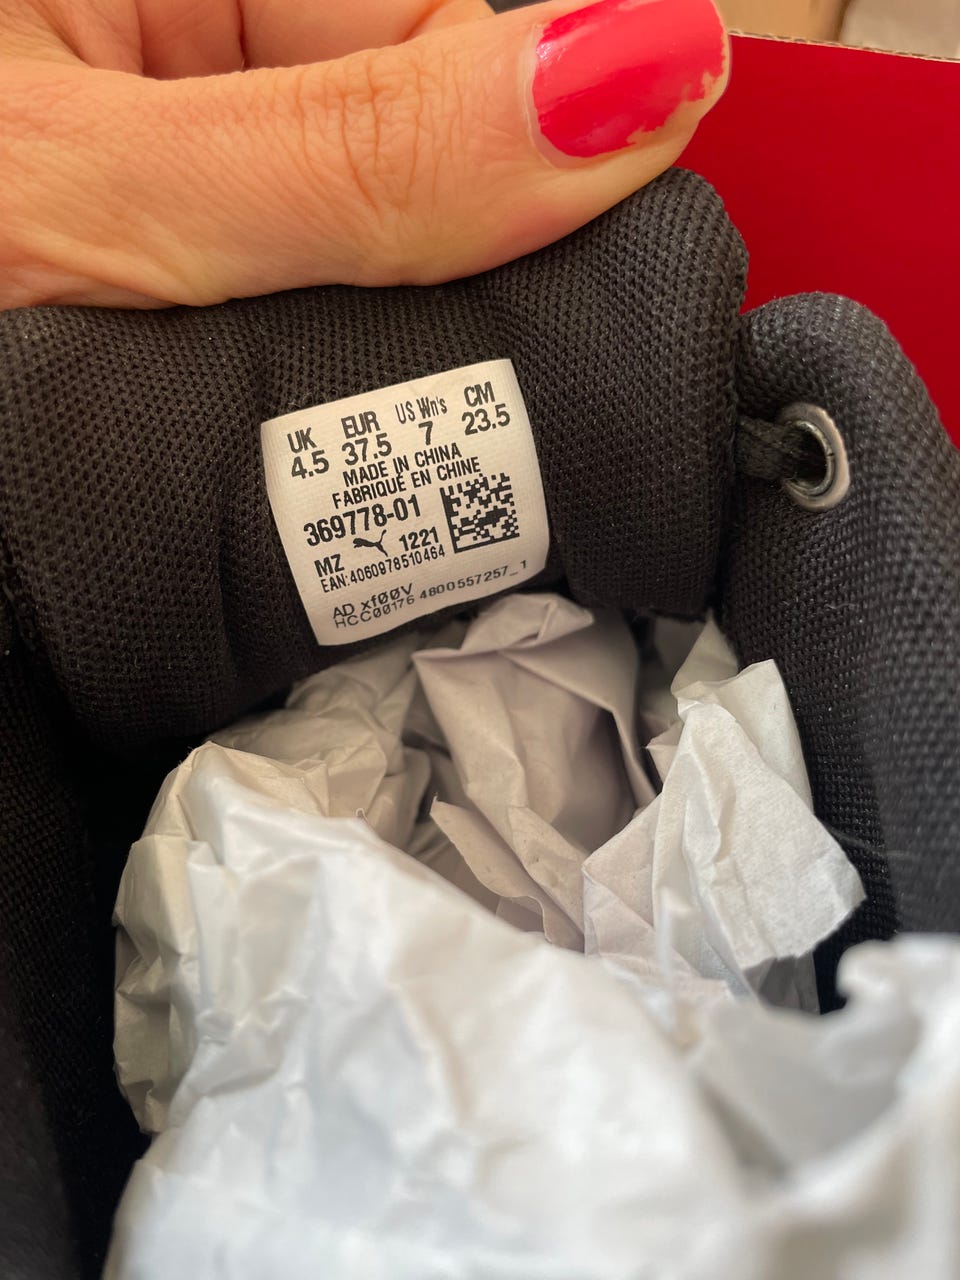 UK EUR US Wn's CM
4.5 37.5 7 23.5
MADE IN CHINA
FABRIQUÉ EN CHINE
369778-01
MZ 1221
EAN:4060978510464
AD xf00V
HCC00176 4800557257_1